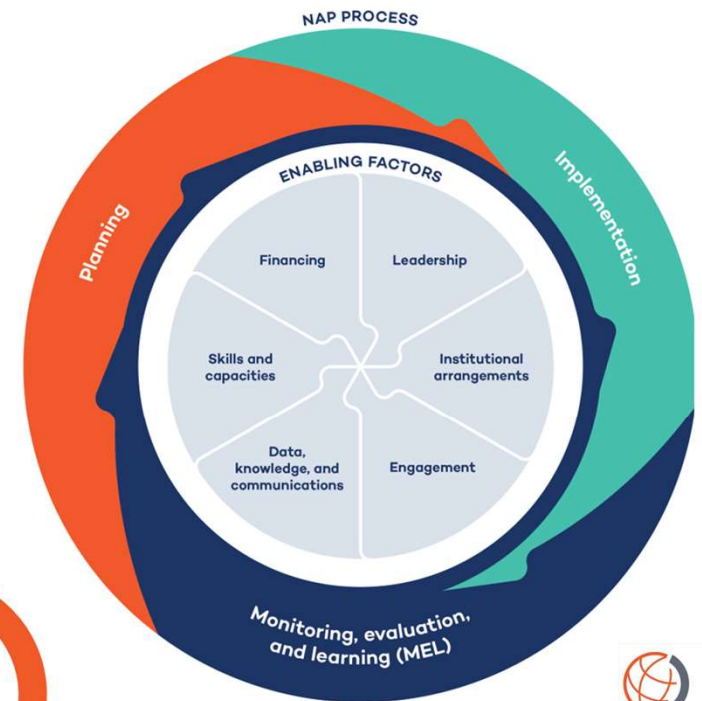 NAP PROCESS
ENABLING FACTORS
Planning
Implementation
Financing
Leadership
Skills and
capacities
Institutional
arrangements
Data,
knowledge, and
communications
Engagement
Monitoring, evaluation,
and learning (MEL)